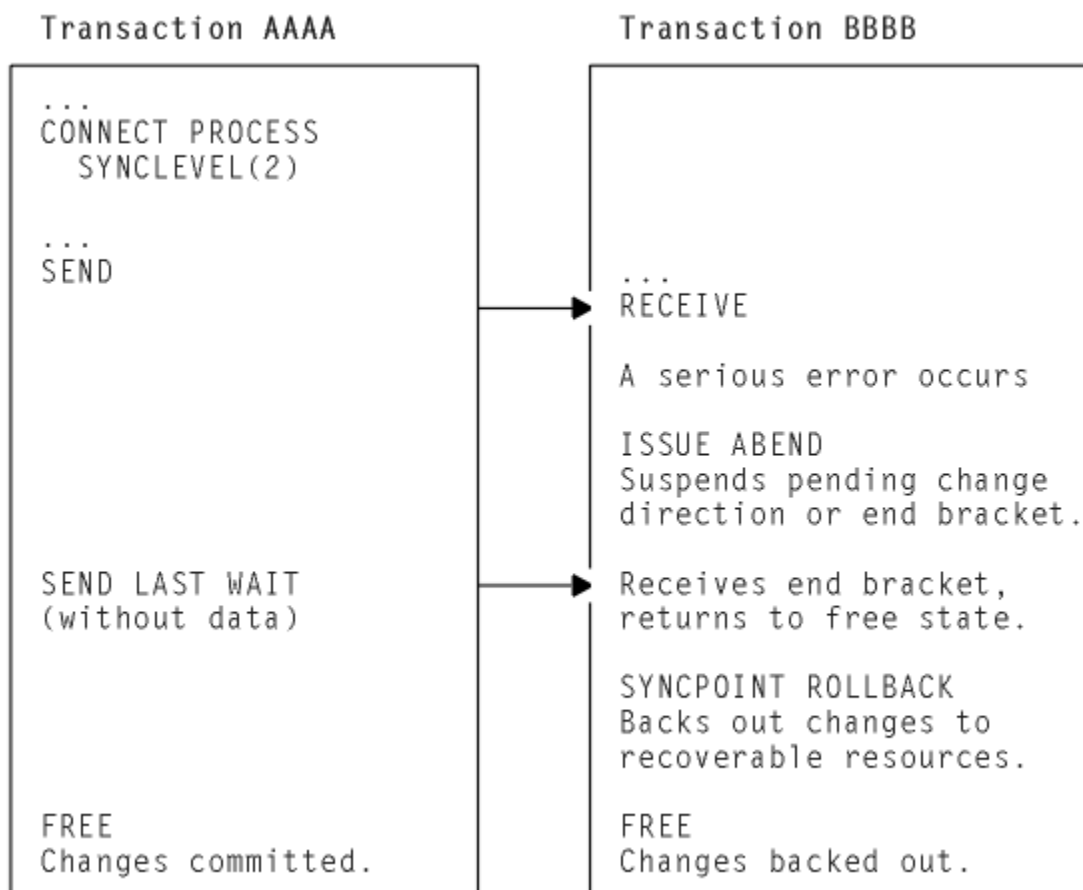 Transaction AAAA
...
CONNECT PROCESS
SYNCLEVEL(2)
...
SEND
SEND LAST WAIT
(without data)
FREE
Changes committed.
Transaction BBBB
...
RECEIVE
A serious error occurs
ISSUE ABEND
Suspends pending change
direction or end bracket.
Receives end bracket,
returns to free state.
SYNCPOINT ROLLBACK
Backs out changes to
recoverable resources.
FREE
Changes backed out.